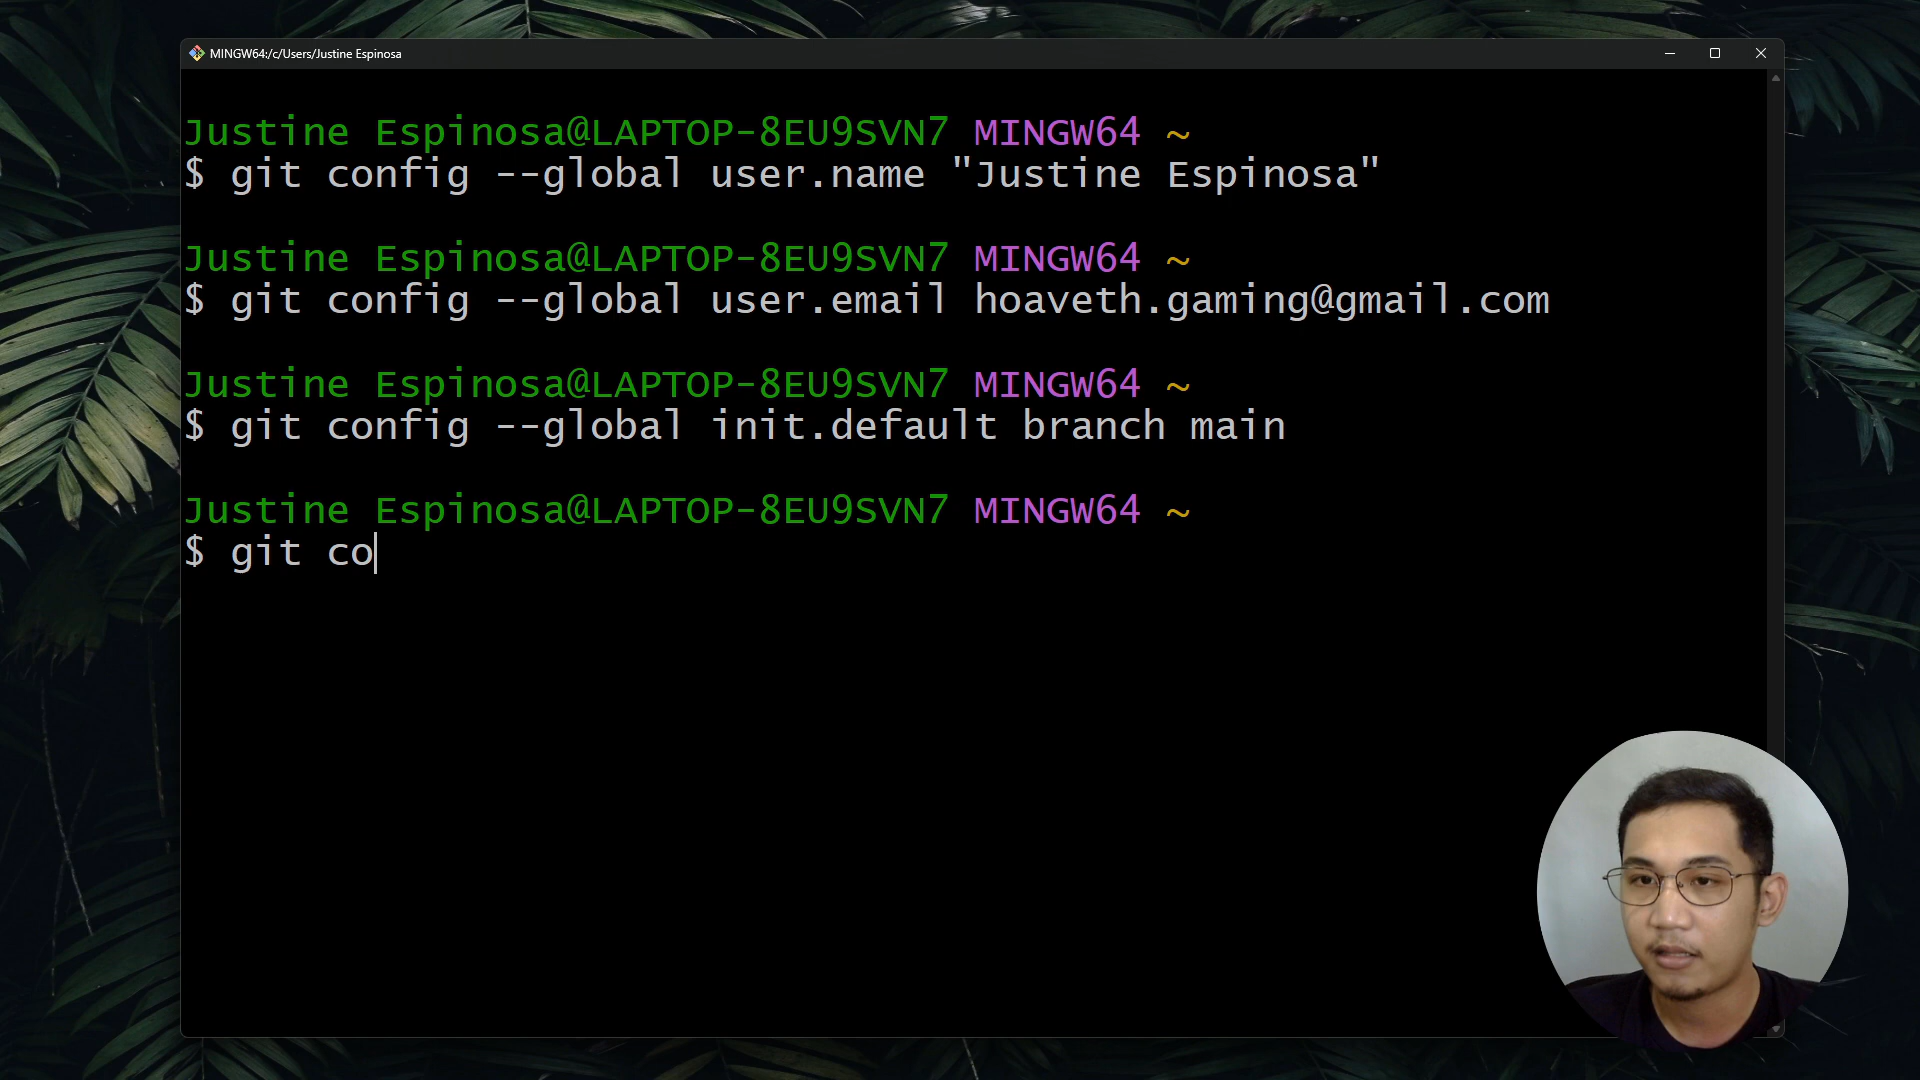 MINGW64:/c/Users/Justine Espinosa
Justine Espinosa@LAPTOP-8EU9SVN7 MINGW64 ~
$ git config --global user.name "Justine Espinosa"
Justine Espinosa@LAPTOP-8EU9SVN7 MINGW64 ~
$ git config --global user.email hoaveth.gaming@gmail.com
Justine Espinosa@LAPTOP-8EU9SVN7 MINGW64 ~
$ git config --global init.default branch main
Justine Espinosa@LAPTOP-8EU9SVN7 MINGW64 ~
$ git co